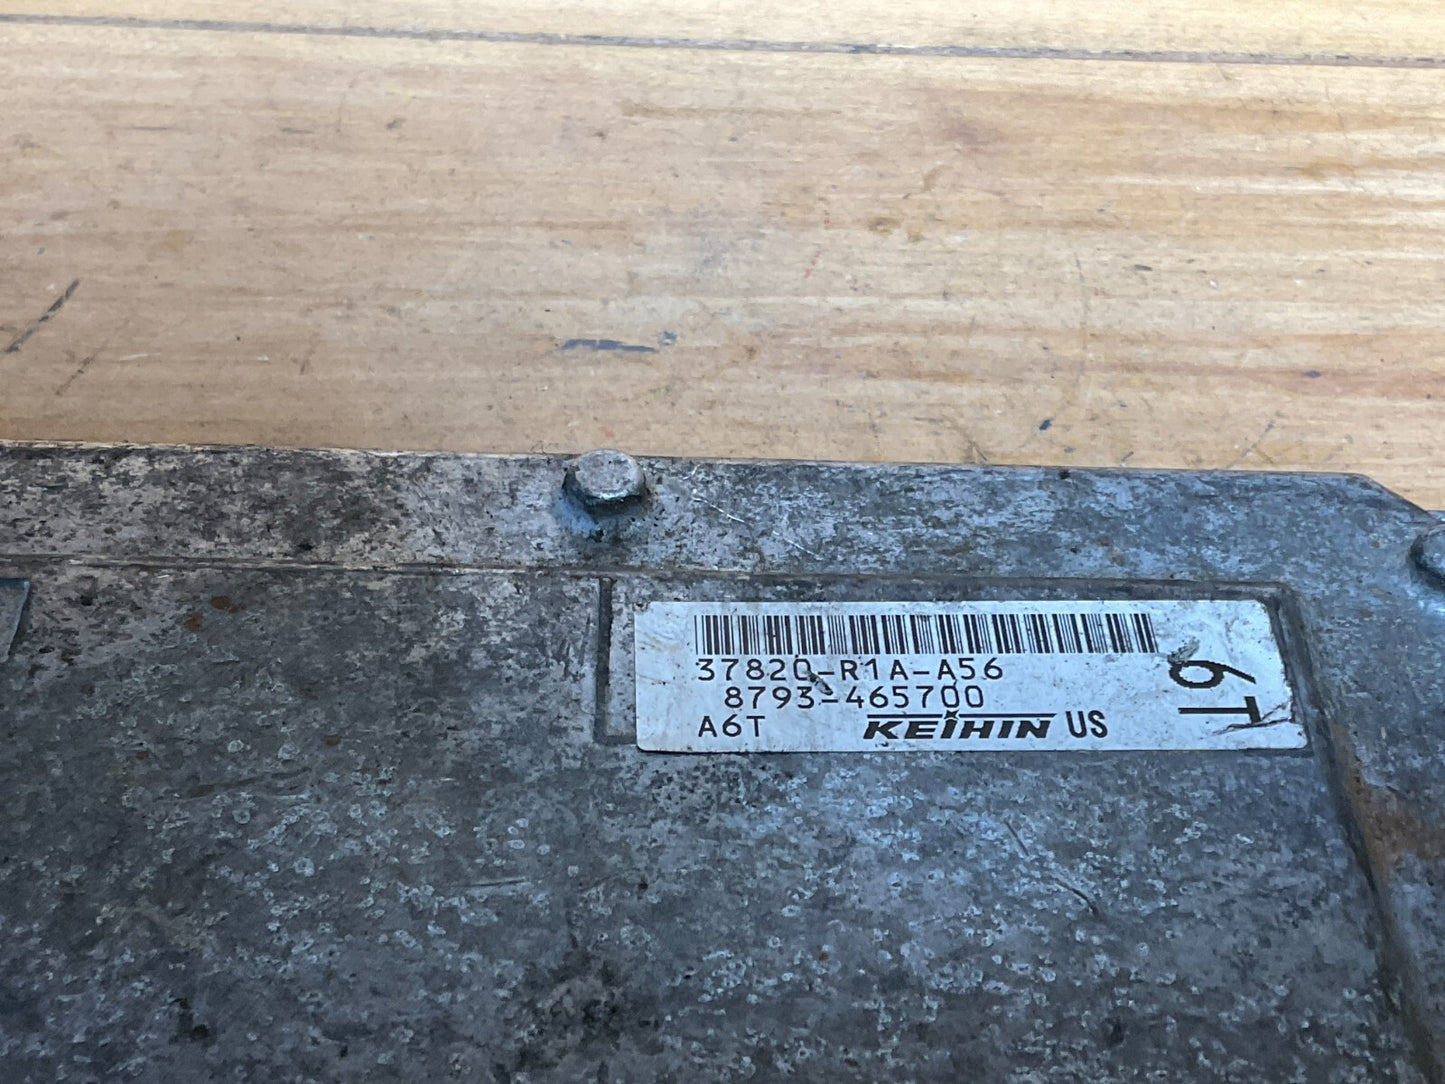 37820-R1A-A56
8793-465700
A6T KEIHIN US
6T